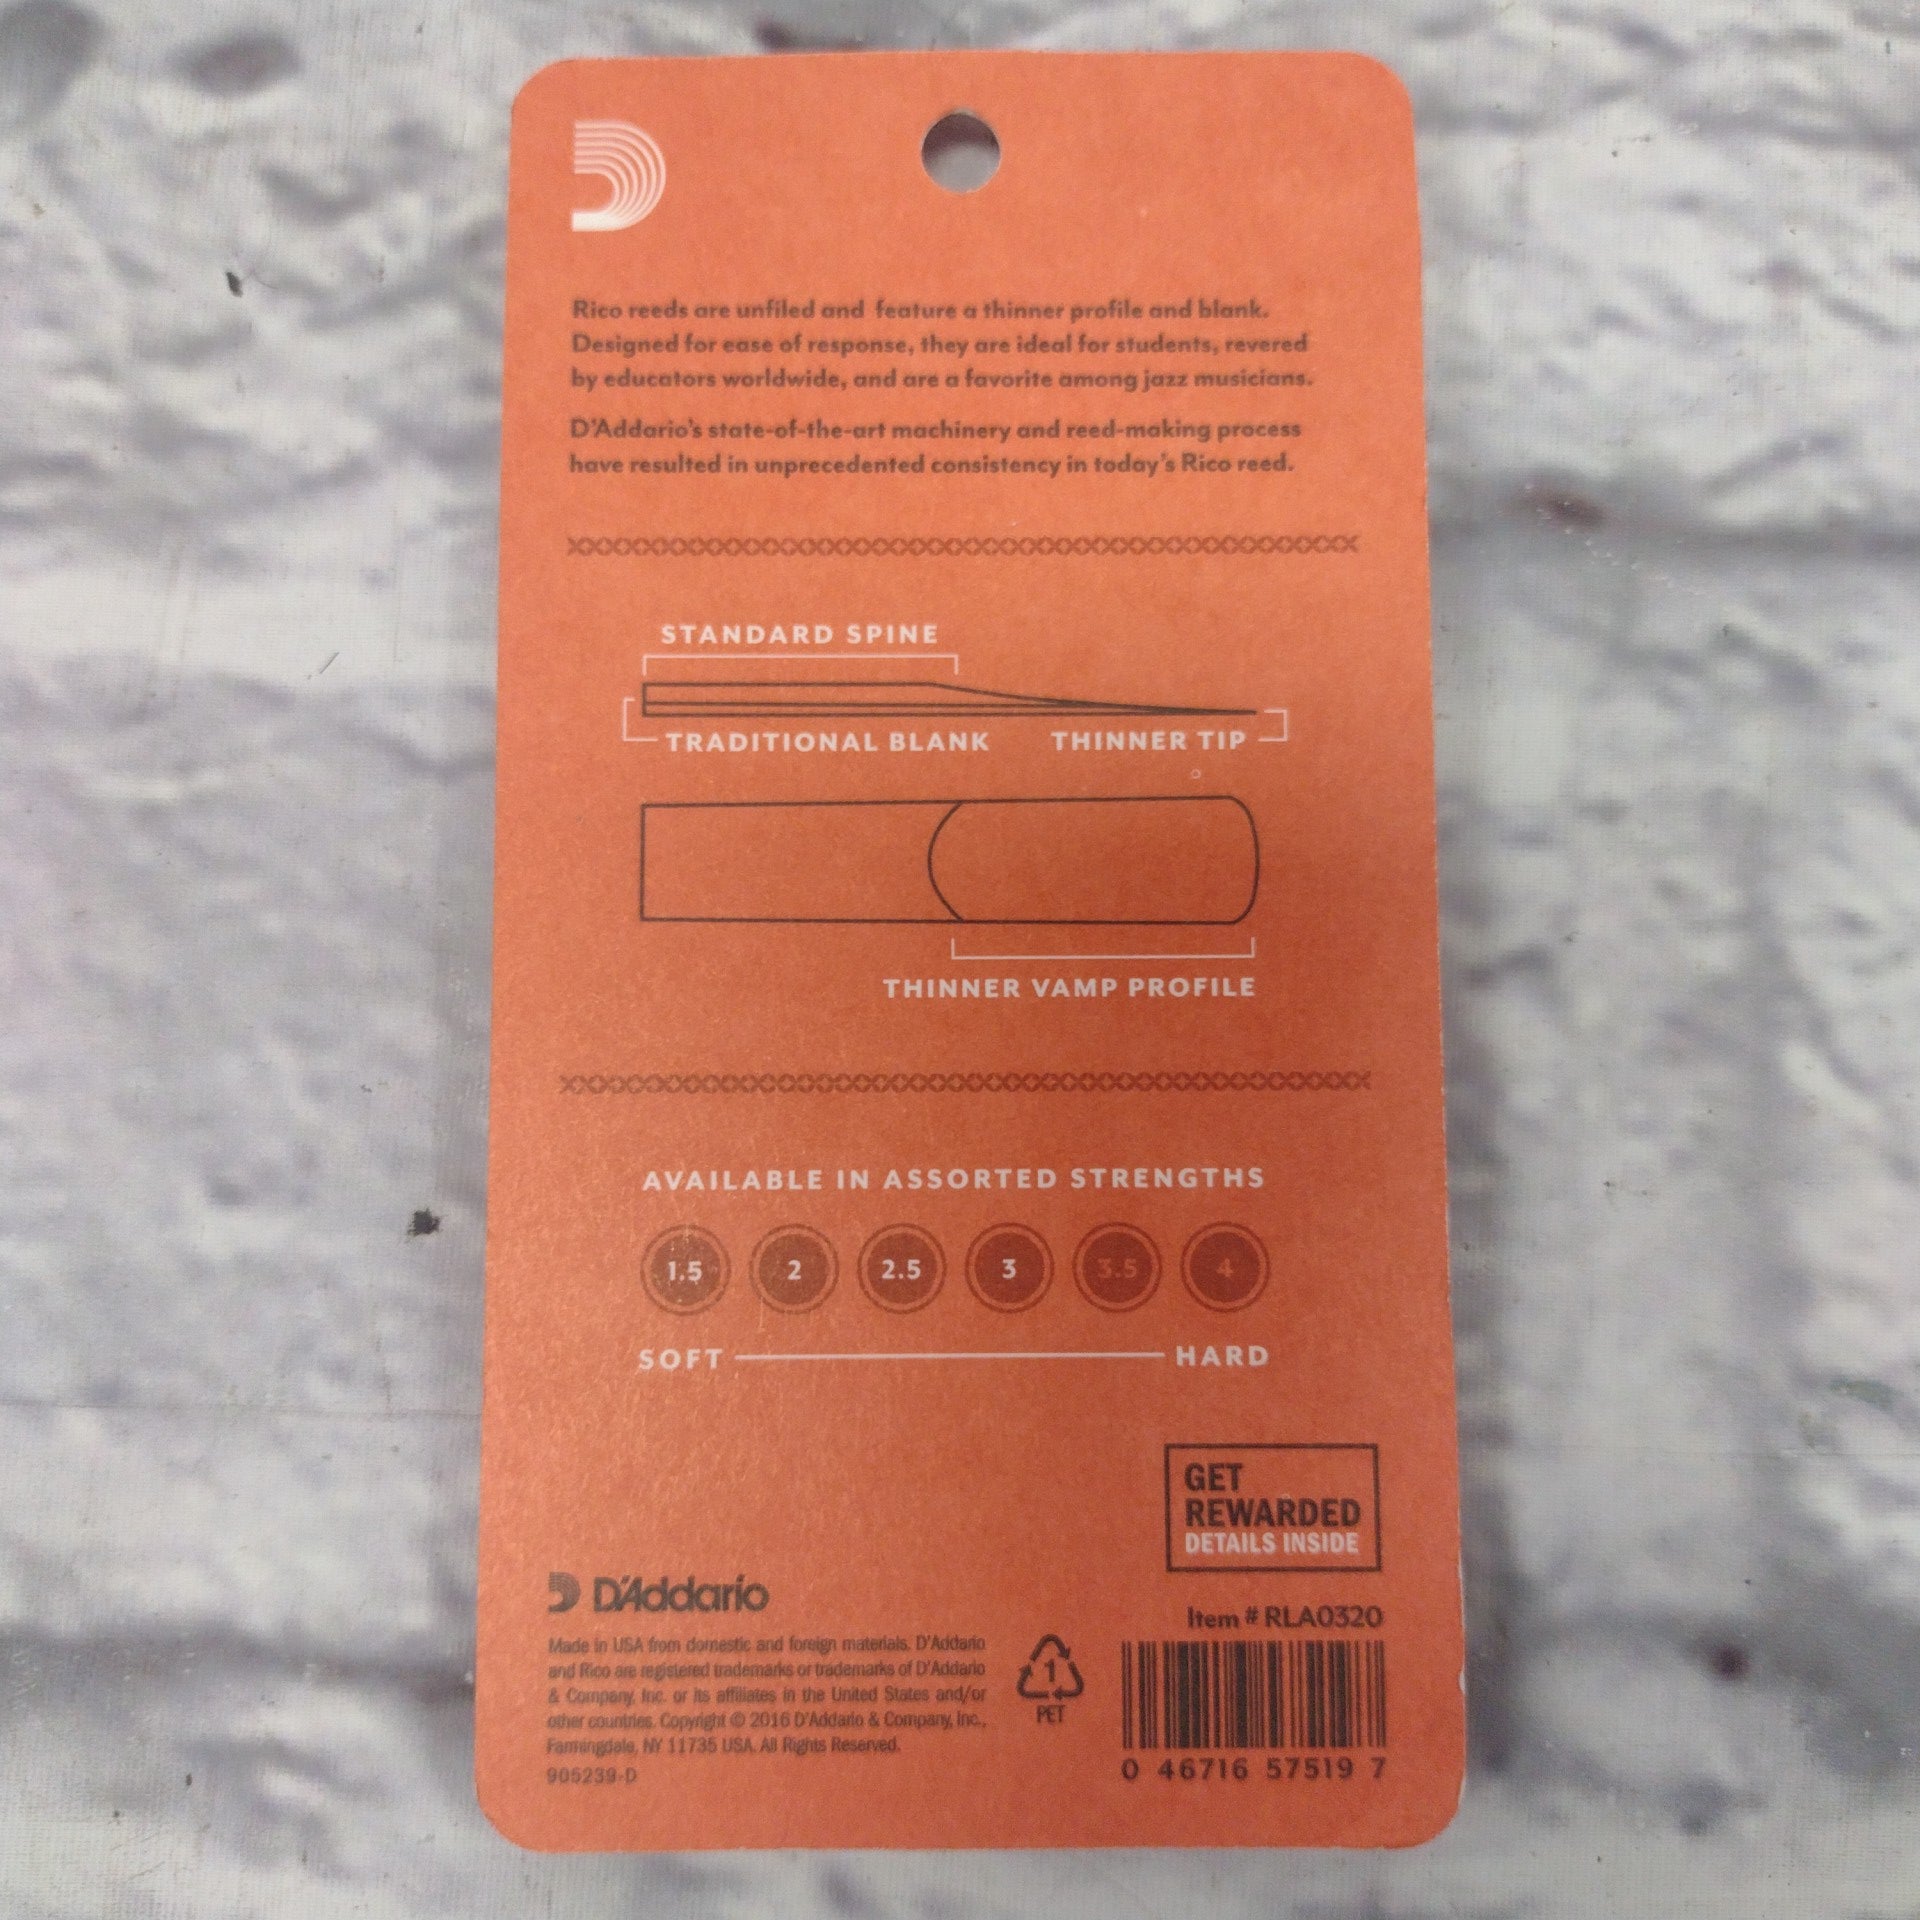 Rico reeds are unfiled and feature a thinner profile and blank.
Designed for ease of response, they are ideal for students, revered
by educators worldwide, and are a favorite among jazz musicians.
D'Addario's state-of-the-art machinery and reed-making process
have resulted in unprecedented consistency in today's Rico reed.
STANDARD SPINE
TRADITIONAL BLANK THINNER TIP
THINNER VAMP PROFILE
AVAILABLE IN ASSORTED STRENGTHS
1.5 2 2.5 3 3.5 4
SOFT HARD
GET
REWARDED
DETAILS INSIDE
D'Addario
Made in USA from domestic and foreign materials. D'Addario
and Rico are registered trademarks or trademarks of D'Addario
& Company, Inc. or its affiliates in the United States and/or
other countries. Copyright © 2016 D'Addario & Company, Inc.,
Farmingdale, NY 11735 USA. All Rights Reserved.
905239-D
1
PET
Item # RLA0320
0 46716 57519 7